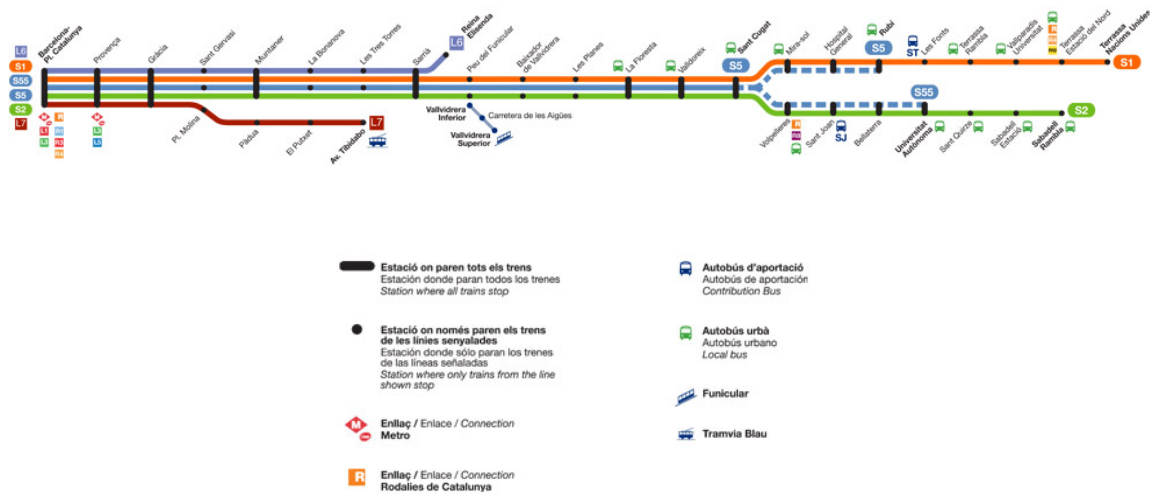 L6
S1
S55
S5
S2
L7
Barcelona-
Pl. Catalunya
Provença
Gràcia
Sant Gervasi
Muntaner
La Bonanova
Les Tres Torres
Sarrià
Reina
Elisenda
L6
Peu del Funicular
Baixador
de Vallvidrera
Les Planes
La Floresta
Valldoreix
Sant Cugat
S5
Mira-sol
Hospital
General
Rubí
S5
ST
Les Fonts
Terrassa
Rambla
Vallparadís
Universitat
Terrassa
Estació del Nord
Terrassa
Nacions Unides
S1
S55
S2
Pl. Molina
Pàdua
El Putxet
Av. Tibidabo
L7
Vallvidrera
Inferior
Carretera de les Aigües
Vallvidrera
Superior
Volpelleres
Sant Joan
SJ
Bellaterra
Universitat
Autònoma
Sant Quirze
Sabadell
Estació
Sabadell
Rambla
M
L1
L3
R
R1
R3
R4
M
L3
L5
R
Estació on paren tots els trens
Estación donde paran todos los trenes
Station where all trains stop
Estació on només paren els trens
de les línies senyalades
Estación donde sólo paran los trenes
de las líneas señaladas
Station where only trains from the line
shown stop
M
Enllaç / Enlace / Connection
Metro
R
Enllaç / Enlace / Connection
Rodalies de Catalunya
Autobús d'aportació
Autobús de aportación
Contribution Bus
Autobús urbà
Autobús urbano
Local bus
Funicular
Tramvia Blau